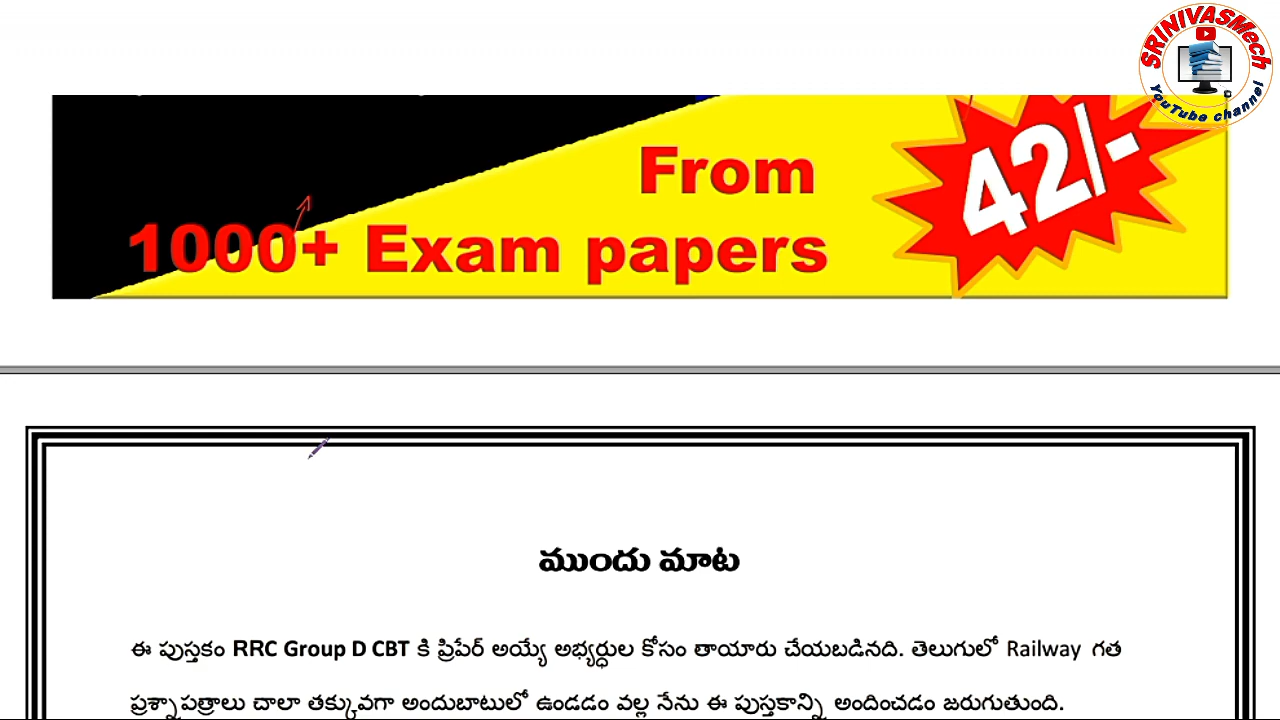 SRINIVASMech
YouTube channel
From
1000+ Exam papers
42/-
ముందు మాట
ఈ పుస్తకం RRC Group D CBT కి ప్రిపేర్ అయ్యే అభ్యర్ధుల కోసం తాయారు చేయబడినది. తెలుగులో Railway గత
ప్రశ్నాపత్రాలు చాలా తక్కువగా అందుబాటులో ఉండడం వల్ల నేను ఈ పుస్తకాన్ని అందించడం జరుగుతుంది.